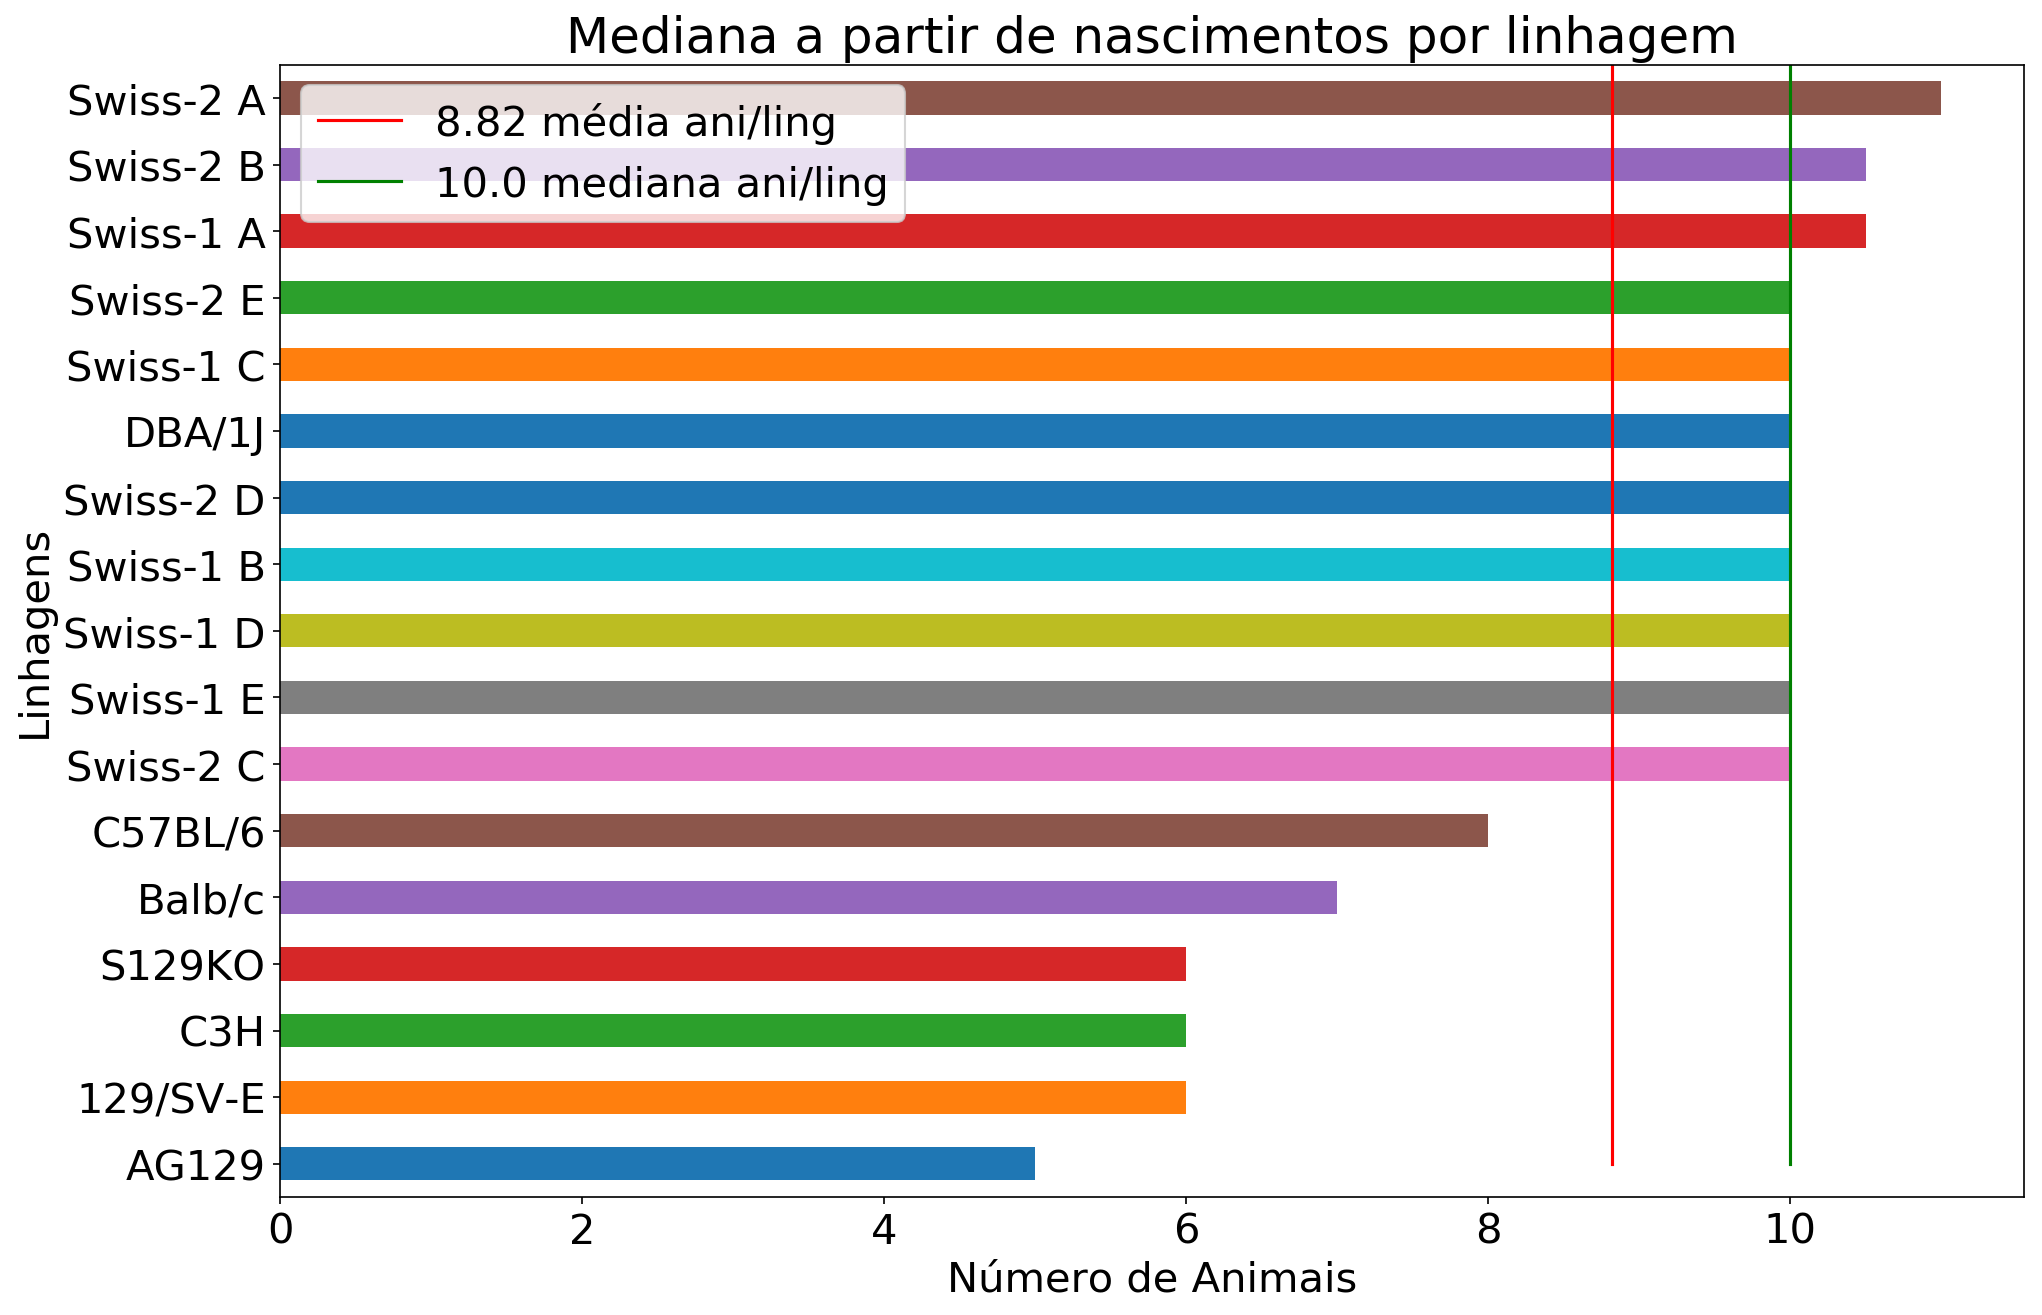 Mediana a partir de nascimentos por linhagem
8.82 média ani/ling
10.0 mediana ani/ling
Linhagens
Swiss-2 A
Swiss-2 B
Swiss-1 A
Swiss-2 E
Swiss-1 C
DBA/1J
Swiss-2 D
Swiss-1 B
Swiss-1 D
Swiss-1 E
Swiss-2 C
C57BL/6
Balb/c
S129KO
C3H
129/SV-E
AG129
0 2 4 6 8 10
Número de Animais